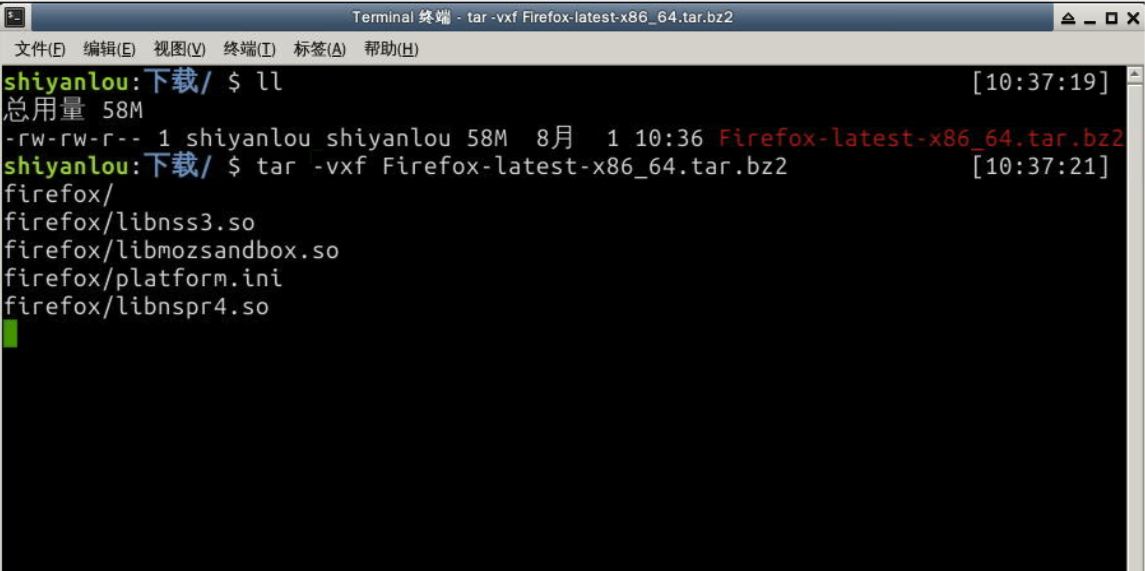 Terminal 终端 - tar -vxf Firefox-latest-x86_64.tar.bz2
文件(F) 编辑(E) 视图(V) 终端(T) 标签(A) 帮助(H)
shiyanlou:下载/ $ ll [10:37:19]
总用量 58M
-rw-rw-r-- 1 shiyanlou shiyanlou 58M 8月 1 10:36 Firefox-latest-x86_64.tar.bz2
shiyanlou:下载/ $ tar -vxf Firefox-latest-x86_64.tar.bz2 [10:37:21]
firefox/
firefox/libnss3.so
firefox/libmozsandbox.so
firefox/platform.ini
firefox/libnspr4.so